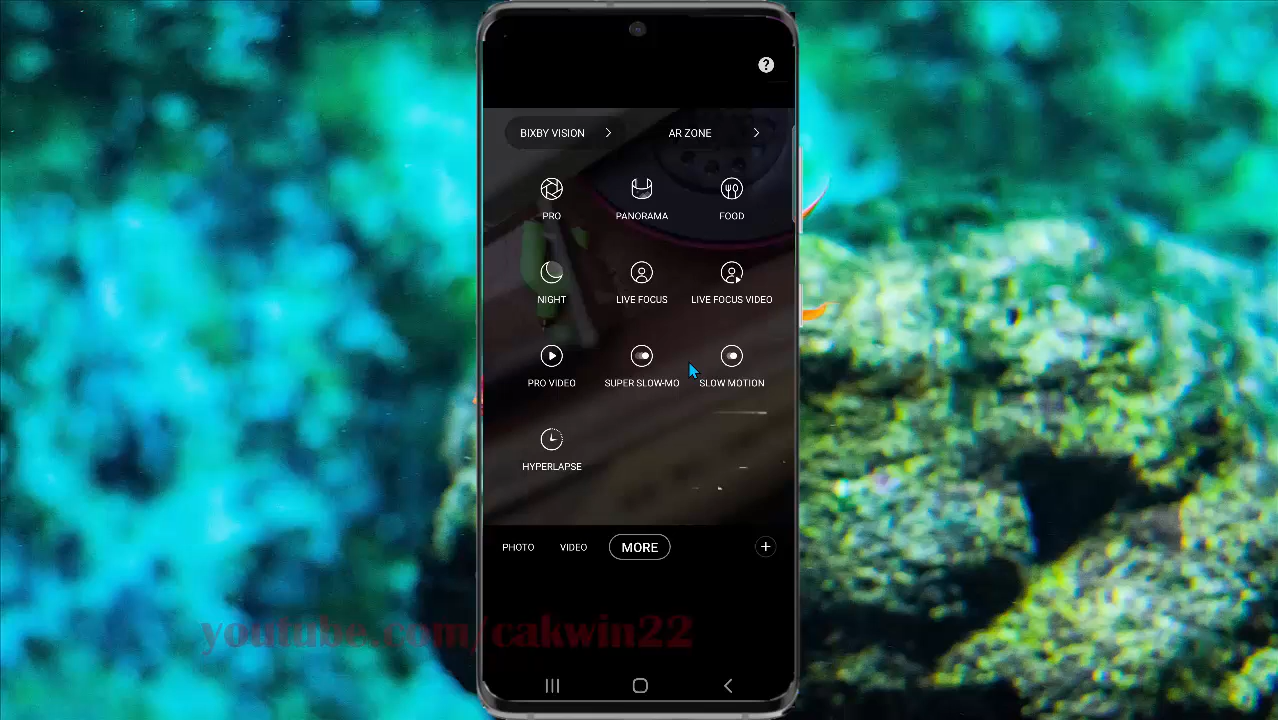 BIXBY VISION
AR ZONE
PRO
PANORAMA
FOOD
NIGHT
LIVE FOCUS
LIVE FOCUS VIDEO
PRO VIDEO
SUPER SLOW-MO
SLOW MOTION
HYPERLAPSE
PHOTO
VIDEO
MORE
youtube.com/cakwin22